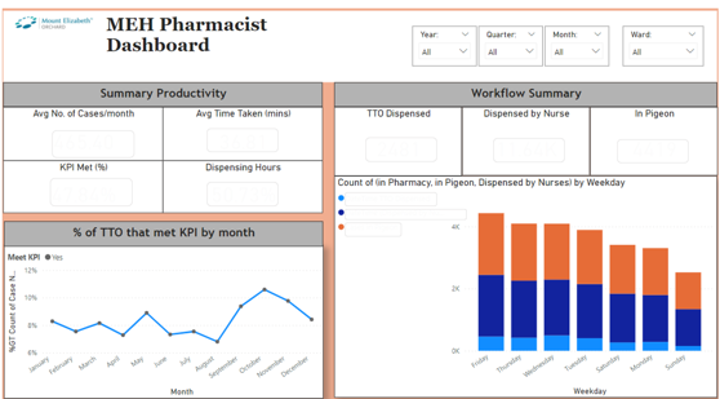 Mount Elizabeth
ORCHARD
MEH Pharmacist
Dashboard
Year: Quarter: Month: Ward:
All All All All
Summary Productivity
Avg No. of Cases/month Avg Time Taken (mins)
KPI Met (%) Dispensing Hours
Workflow Summary
TTO Dispensed Dispensed by Nurse In Pigeon
% of TTO that met KPI by month
Meet KPI Yes
%GT Count of Case N...
12%
10%
8%
6%
January February March April May June July August September October November December
Month
Count of (in Pharmacy, in Pigeon, Dispensed by Nurses) by Weekday
4K
2K
0K
Friday Thursday Wednesday Tuesday Saturday Monday Sunday
Weekday